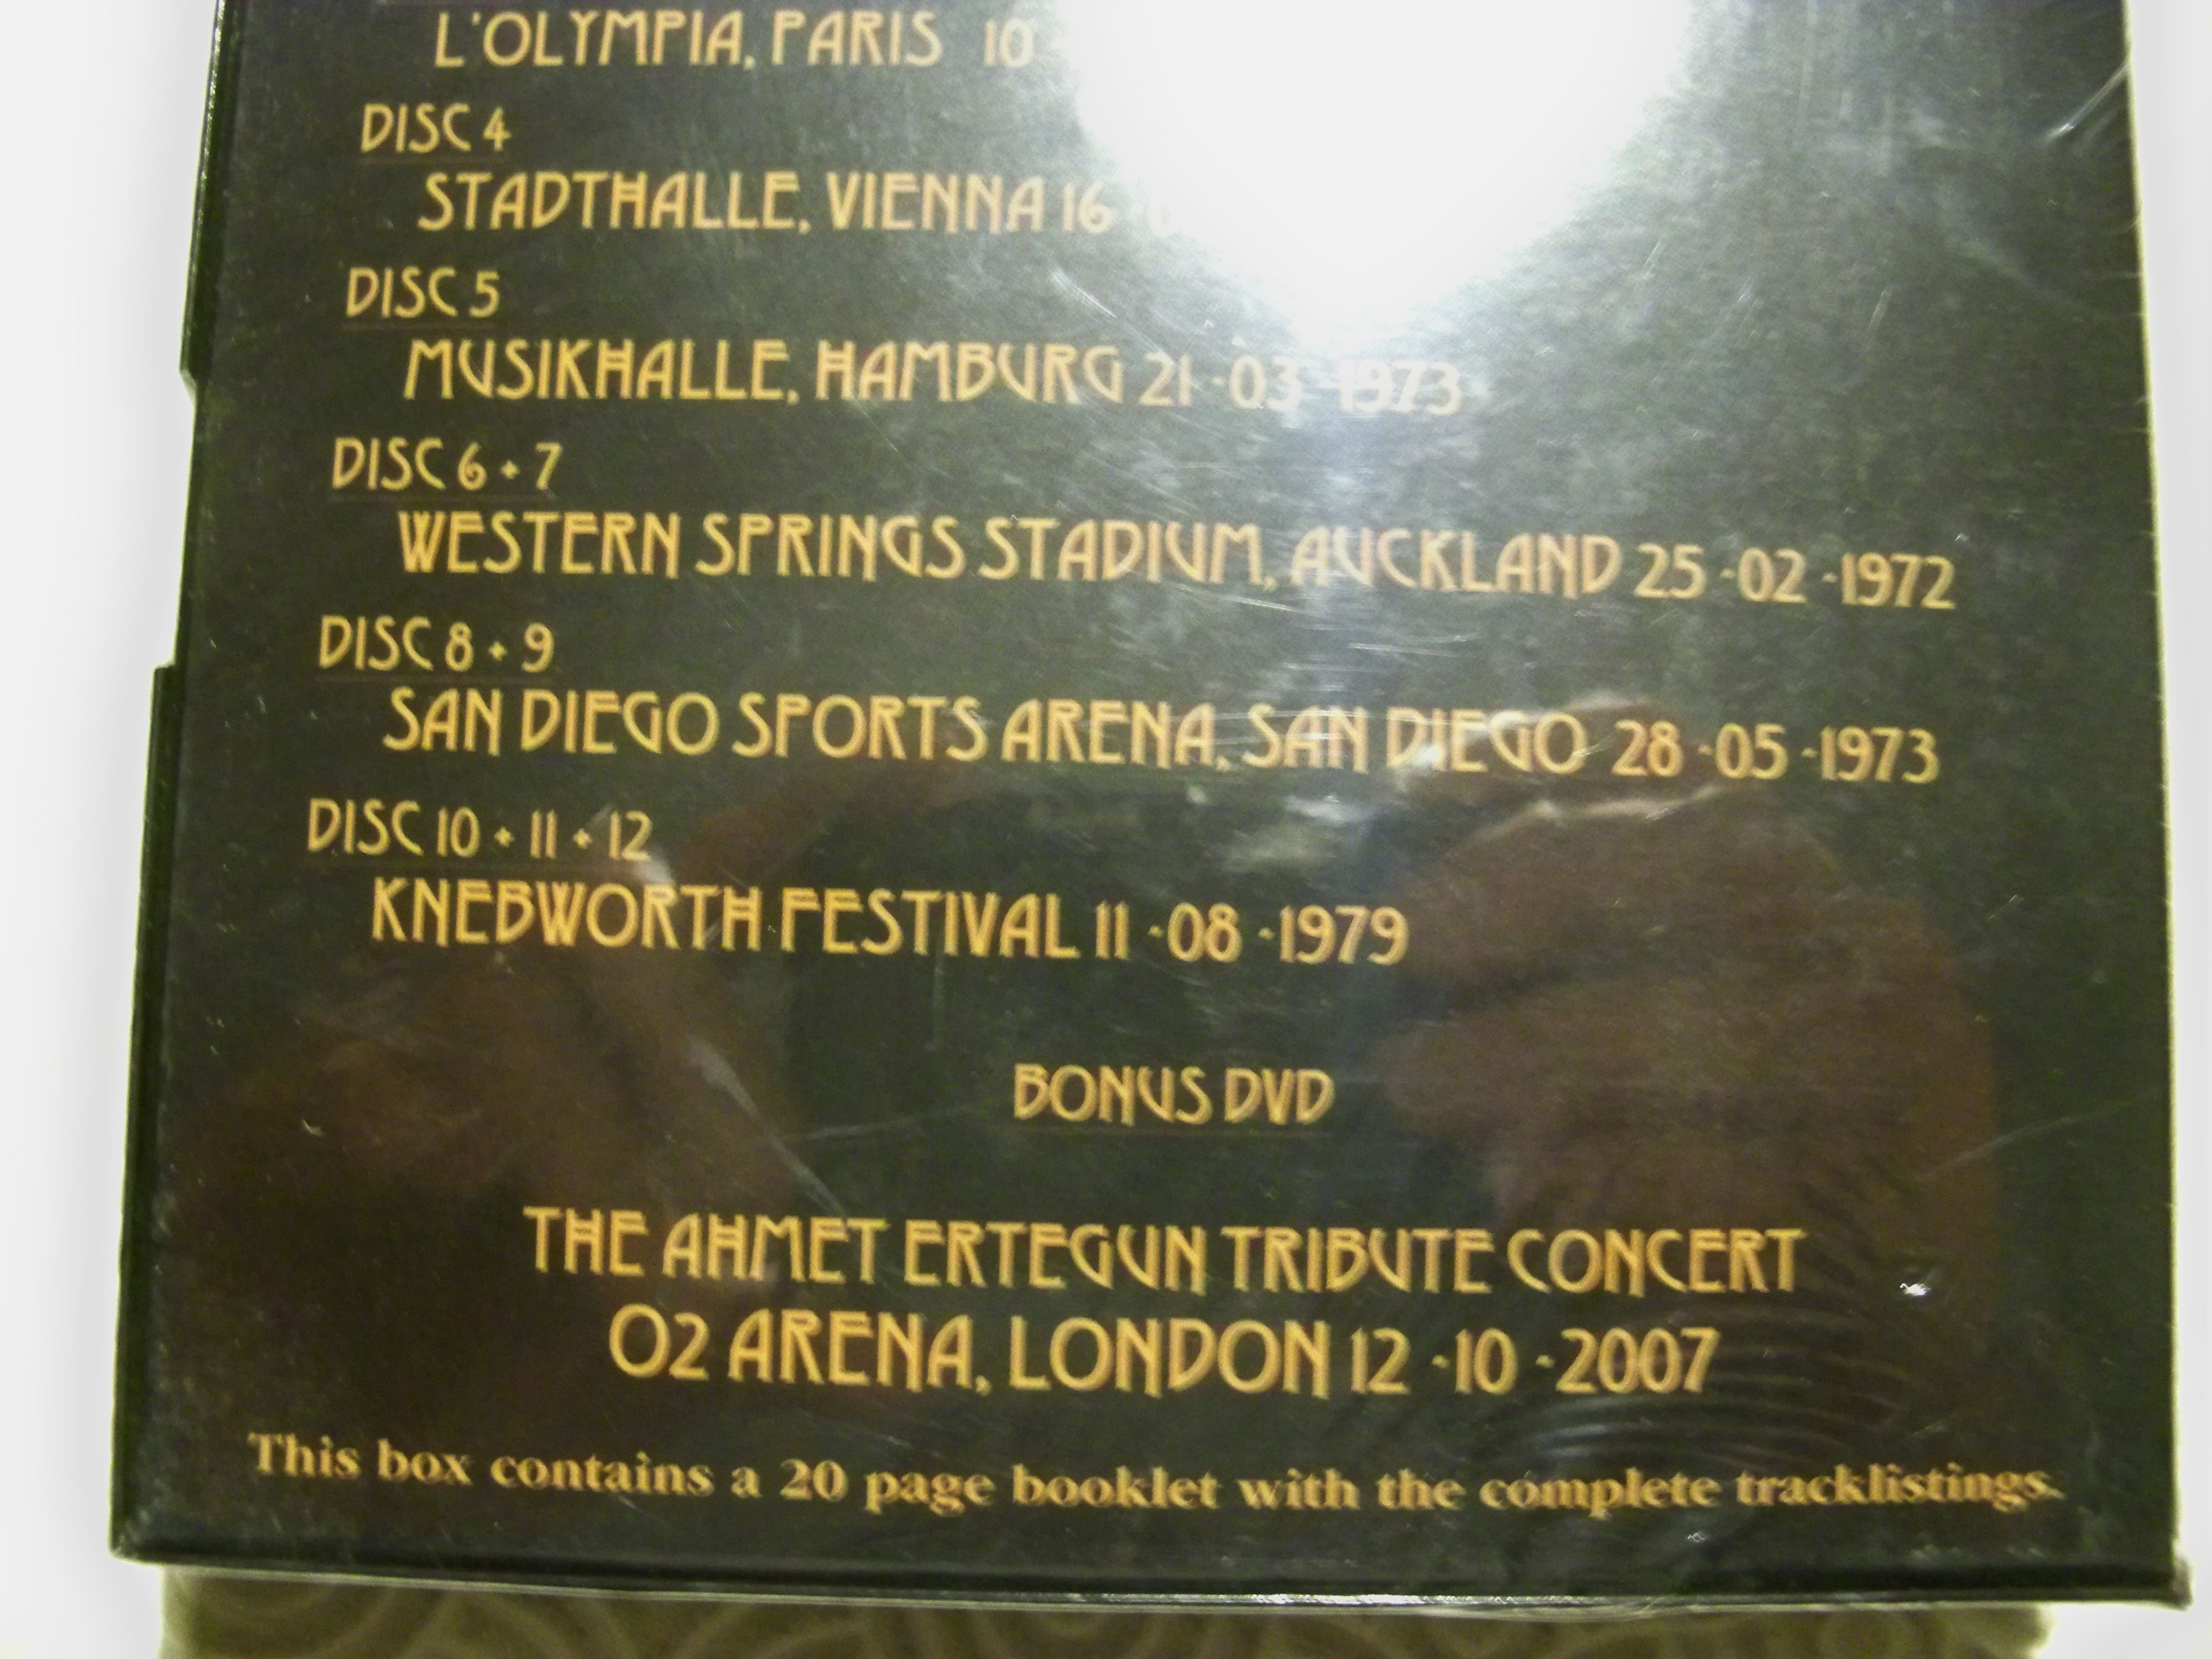 L'OLYMPIA, PARIS 10
DISC 4
STADTHALLE, VIENNA 16
DISC 5
MUSIKHALLE, HAMBURG 21-03-1973
DISC 6+7
WESTERN SPRINGS STADIUM, AUCKLAND 25-02-1972
DISC 8+9
SAN DIEGO SPORTS ARENA, SAN DIEGO 28-05-1973
DISC 10+11+12
KNEBWORTH FESTIVAL 11-08-1979
BONUS DVD
THE AHMET ERTEGUN TRIBUTE CONCERT
O2 ARENA, LONDON 12-10-2007
This box contains a 20 page booklet with the complete tracklistings.